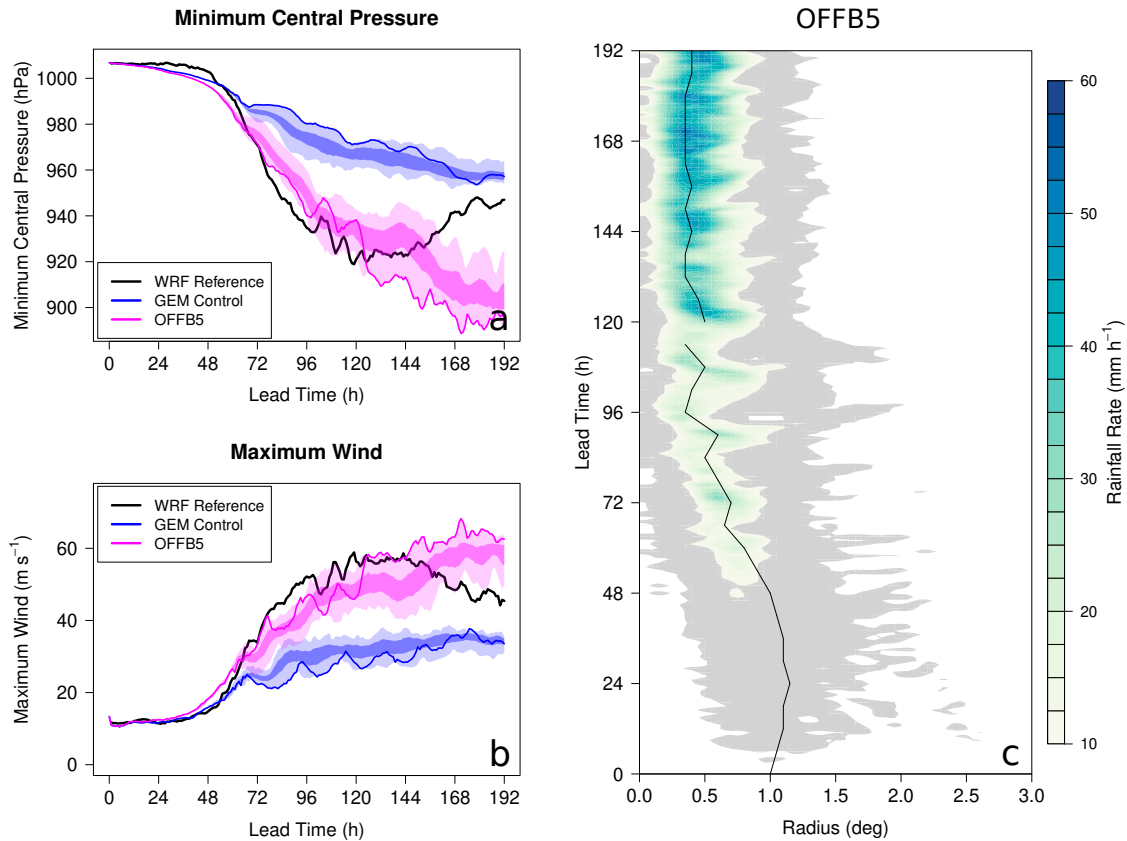 Minimum Central Pressure
Minimum Central Pressure (hPa)
1000
980
960
940
920
900
WRF Reference
GEM Control
OFFB5
a
0 24 48 72 96 120 144 168 192
Lead Time (h)
Maximum Wind
Maximum Wind (m s⁻¹)
60
40
20
0
WRF Reference
GEM Control
OFFB5
b
0 24 48 72 96 120 144 168 192
Lead Time (h)
OFFB5
Lead Time (h)
192
168
144
120
96
72
48
24
0
c
0.0 0.5 1.0 1.5 2.0 2.5 3.0
Radius (deg)
60
50
40
30
20
10
Rainfall Rate (mm h⁻¹)